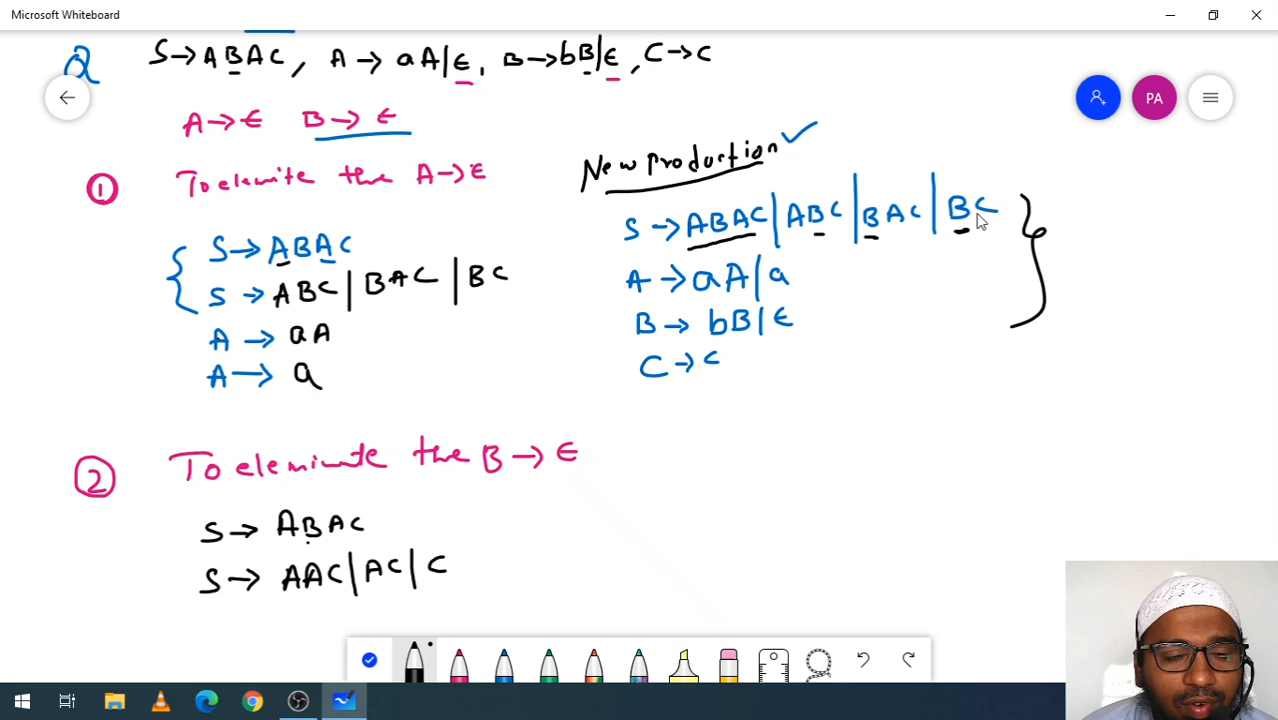 Microsoft Whiteboard
Q S → ABAC, A → aA|ϵ, B → bB|ϵ, C → c
PA
A → ϵ B → ϵ
① To elemite the A → ϵ
S → ABAC
S → ABC | BAC | BC
A → aA
A → a
New production ✓
S → ABAC | ABC | BAC | BC
A → aA | a
B → bB | ϵ
C → c
② To eleminate the B → ϵ
S → ABAC
S → AAC | AC | C